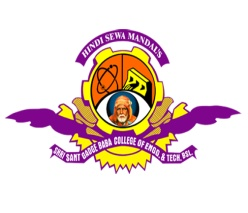 HINDI SEWA MANDAL'S
SHRI SANT GADGE BABA COLLEGE OF ENGG. & TECH, BSL.